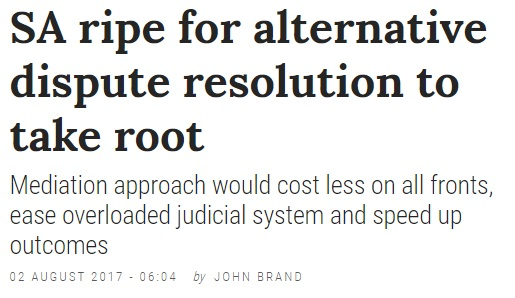 SA ripe for alternative
dispute resolution to
take root
Mediation approach would cost less on all fronts,
ease overloaded judicial system and speed up
outcomes
02 AUGUST 2017 - 06:04 by JOHN BRAND